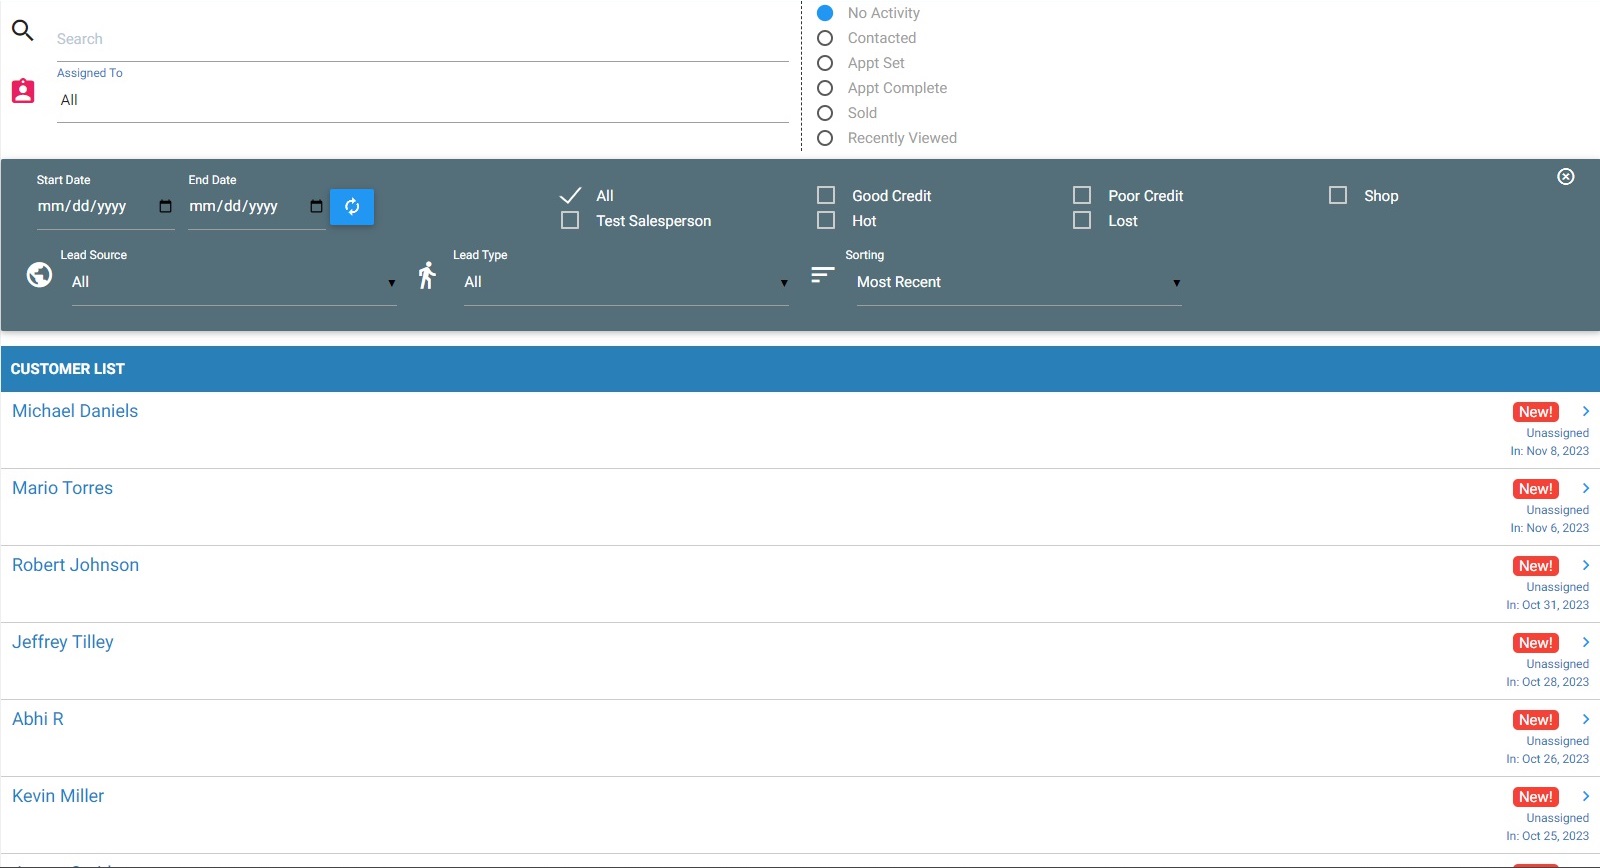 Search
Assigned To
All
No Activity
Contacted
Appt Set
Appt Complete
Sold
Recently Viewed
Start Date
mm/dd/yyyy
End Date
mm/dd/yyyy
All
Good Credit
Poor Credit
Shop
Test Salesperson
Hot
Lost
Lead Source
All
Lead Type
All
Sorting
Most Recent
CUSTOMER LIST
Michael Daniels
New!
Unassigned
In: Nov 8, 2023
Mario Torres
New!
Unassigned
In: Nov 6, 2023
Robert Johnson
New!
Unassigned
In: Oct 31, 2023
Jeffrey Tilley
New!
Unassigned
In: Oct 28, 2023
Abhi R
New!
Unassigned
In: Oct 26, 2023
Kevin Miller
New!
Unassigned
In: Oct 25, 2023